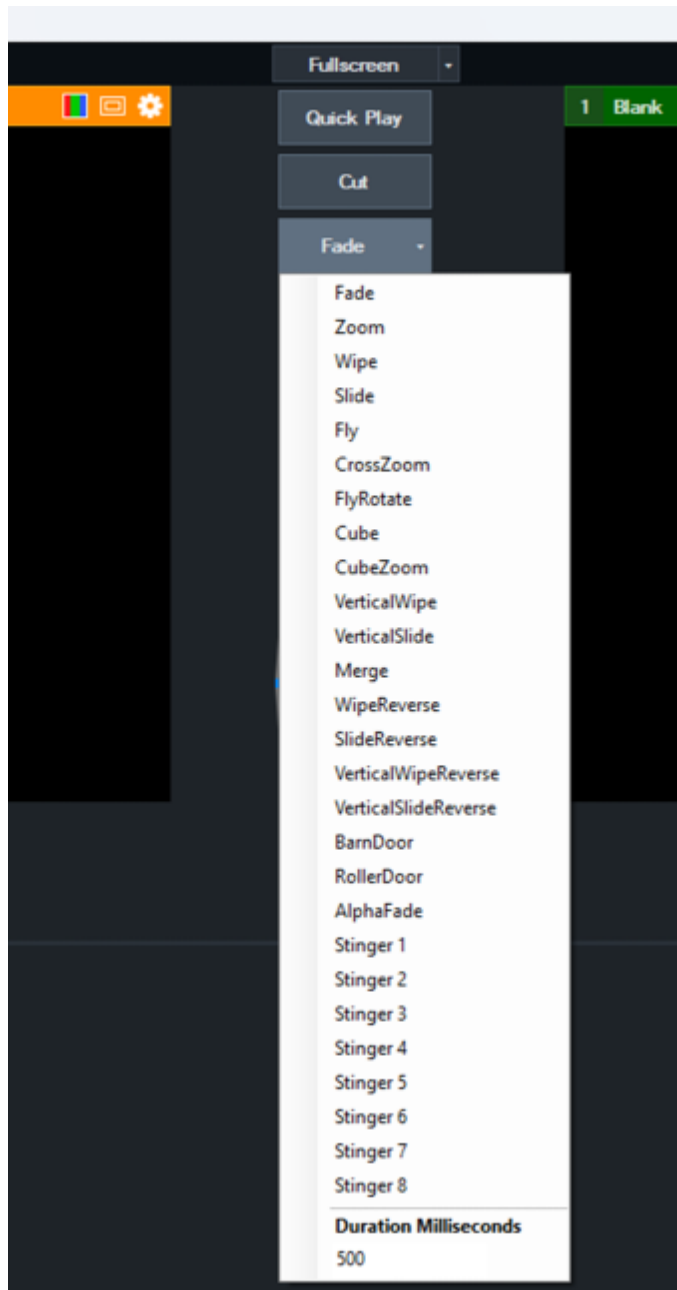 Fullscreen
Quick Play
1 Blank
Cut
Fade
Fade
Zoom
Wipe
Slide
Fly
CrossZoom
FlyRotate
Cube
CubeZoom
VerticalWipe
VerticalSlide
Merge
WipeReverse
SlideReverse
VerticalWipeReverse
VerticalSlideReverse
BarnDoor
RollerDoor
AlphaFade
Stinger 1
Stinger 2
Stinger 3
Stinger 4
Stinger 5
Stinger 6
Stinger 7
Stinger 8
Duration Milliseconds
500